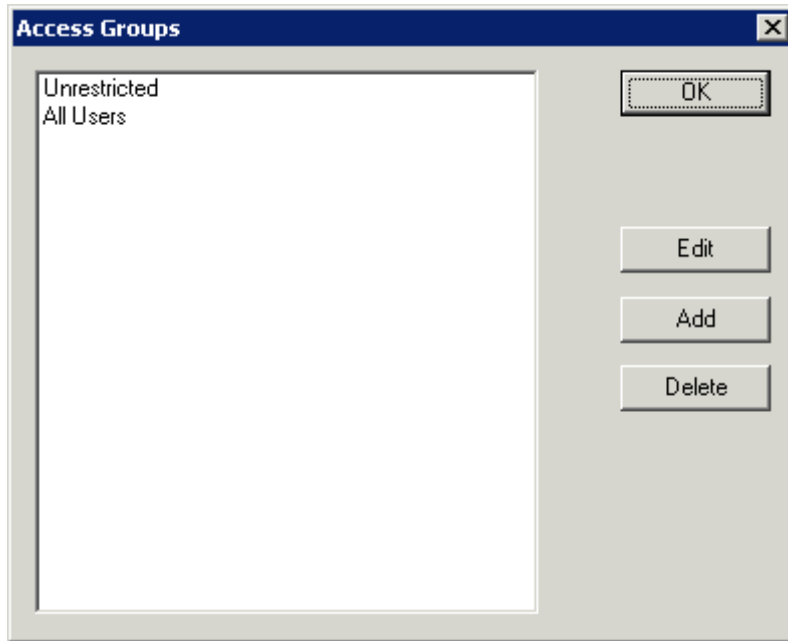 Access Groups
Unrestricted
All Users
OK
Edit
Add
Delete